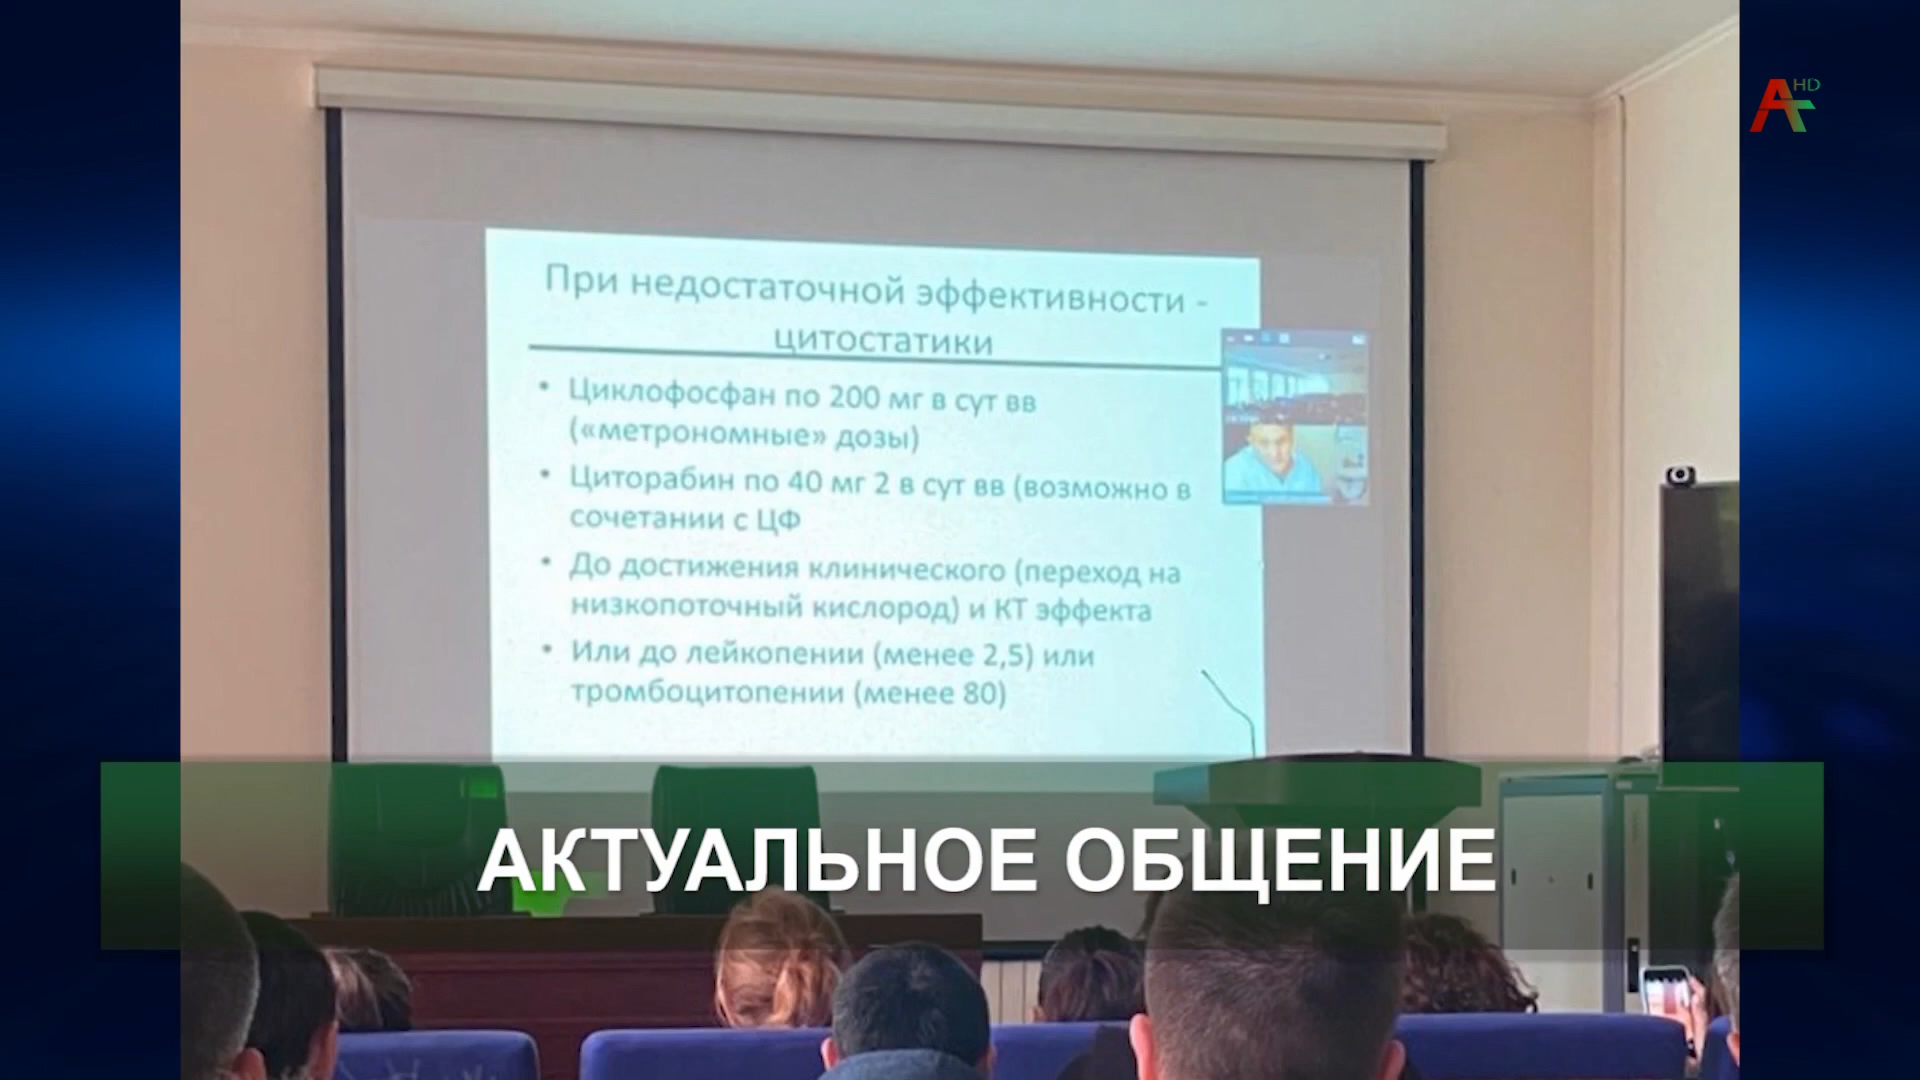 HD
АТ
При недостаточной эффективности -
цитостатики
• Циклофосфан по 200 мг в сут вв
(«метрономные» дозы)
• Циторабин по 40 мг 2 в сут вв (возможно в
сочетании с ЦФ
• До достижения клинического (переход на
низкопоточный кислород) и КТ эффекта
• Или до лейкопении (менее 2,5) или
тромбоцитопении (менее 80)
АКТУАЛЬНОЕ ОБЩЕНИЕ